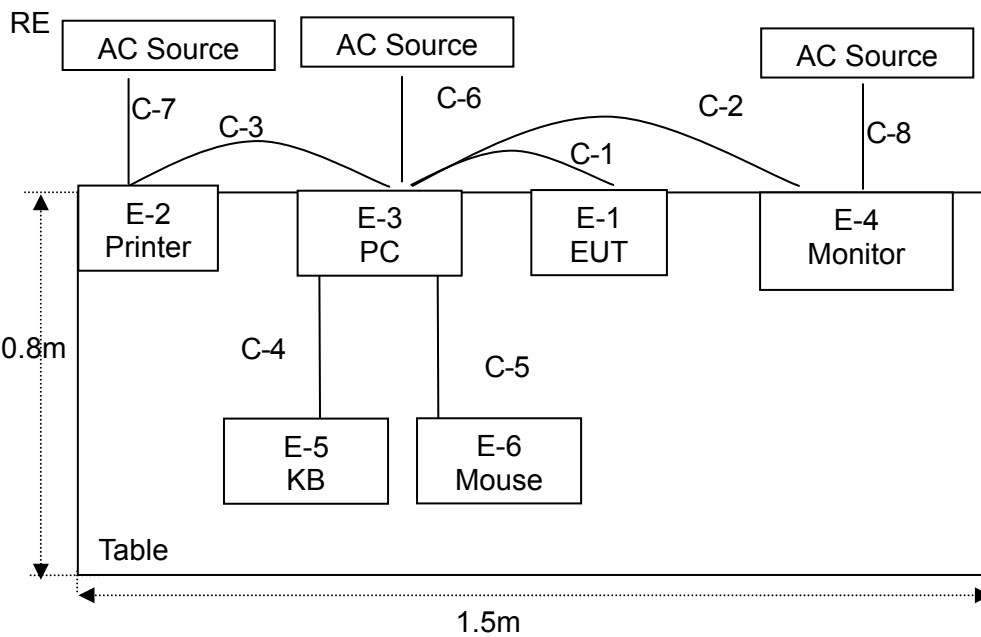 RE
AC Source
AC Source
AC Source
C-7
C-6
C-2
C-8
C-3
C-1
E-2
Printer
E-3
PC
E-1
EUT
E-4
Monitor
0.8m
C-4
C-5
E-5
KB
E-6
Mouse
Table
1.5m